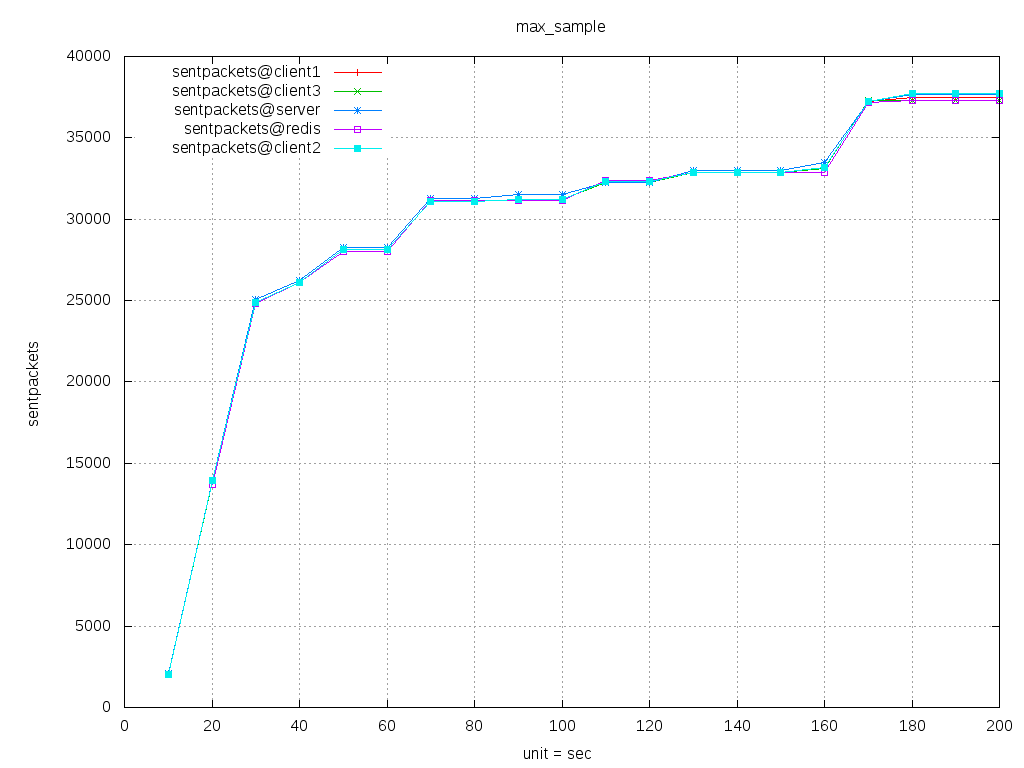 max_sample
40000
35000
30000
25000
20000
15000
10000
5000
0
sentpackets@client1
sentpackets@client3
sentpackets@server
sentpackets@redis
sentpackets@client2
sentpackets
0 20 40 60 80 100 120 140 160 180 200
unit = sec